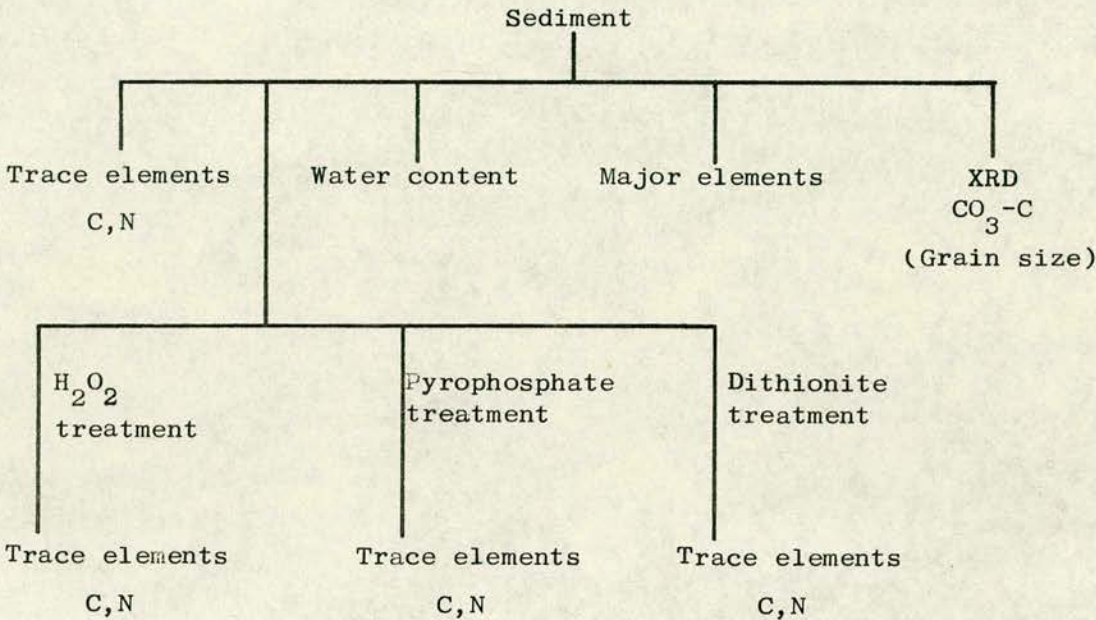 Sediment
Trace elements Water content Major elements XRD
C,N CO3-C
(Grain size)
H2O2 Pyrophosphate Dithionite
treatment treatment treatment
Trace elements Trace elements Trace elements
C,N C,N C,N